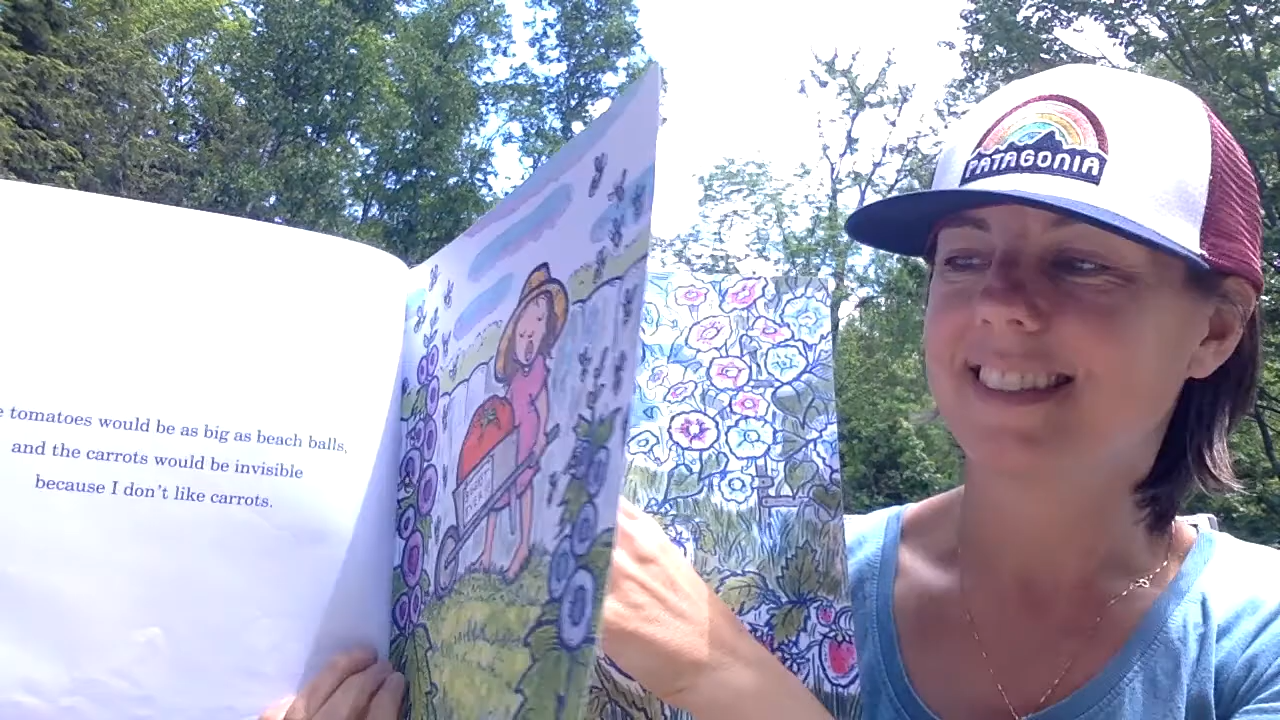 tomatoes would be as big as beach balls,
and the carrots would be invisible
because I don't like carrots.
PATAGONIA